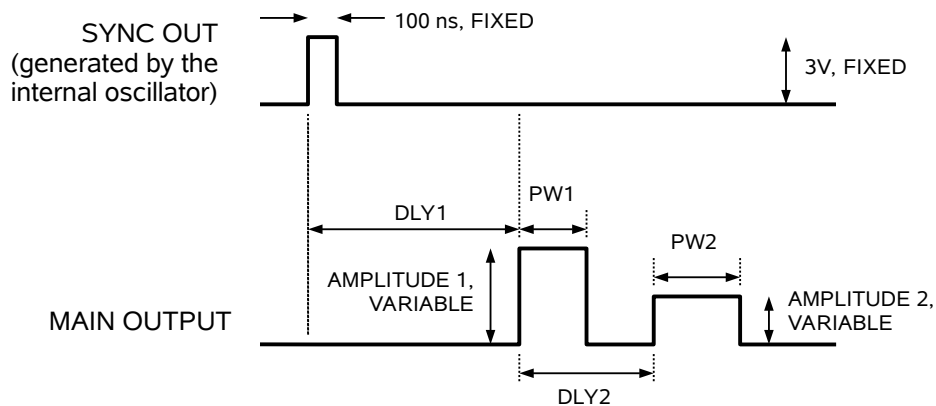 100 ns, FIXED
SYNC OUT
(generated by the
internal oscillator)
3V, FIXED
PW1
DLY1
PW2
AMPLITUDE 1,
VARIABLE
AMPLITUDE 2,
VARIABLE
MAIN OUTPUT
DLY2